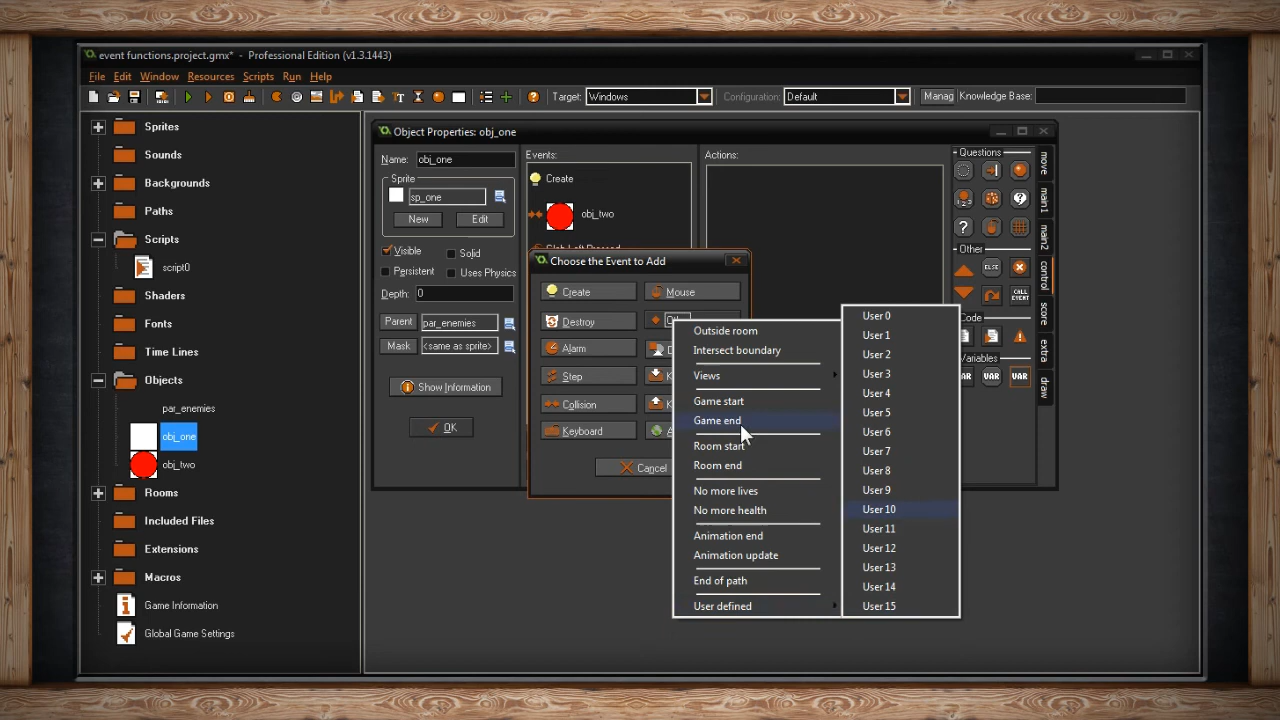 event functions.project.gmx* - Professional Edition (v1.3.1443)
File Edit Window Resources Scripts Run Help
Target: Windows Configuration: Default Manag Knowledge Base:
Sprites
Sounds
Backgrounds
Paths
Scripts
script0
Shaders
Fonts
Time Lines
Objects
par_enemies
obj_one
obj_two
Rooms
Included Files
Extensions
Macros
Game Information
Global Game Settings
Object Properties: obj_one
Name: obj_one
Sprite
sp_one
New Edit
Visible Solid
Persistent Uses Physics
Depth: 0
Parent par_enemies
Mask <same as sprite>
Show Information
OK
Events:
Create
obj_two
Actions:
Choose the Event to Add
Create Mouse
Destroy
Alarm
Step
Collision
Keyboard
Cancel
Outside room
Intersect boundary
Views
Game start
Game end
Room start
Room end
No more lives
No more health
Animation end
Animation update
End of path
User defined
User 0
User 1
User 2
User 3
User 4
User 5
User 6
User 7
User 8
User 9
User 10
User 11
User 12
User 13
User 14
User 15
Questions
Other
ELSE
CALL EVENT
Code
Variables
VAR VAR VAR
move
main1
main2
control
score
extra
draw